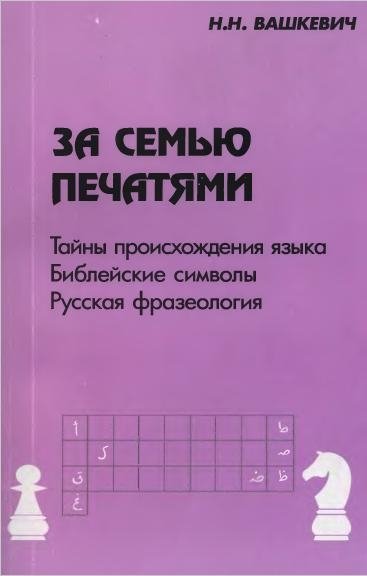 Н.Н. ВАШКЕВИЧ
ЗА СЕМЬЮ
ПЕЧАТЯМИ
Тайны происхождения языка
Библейские символы
Русская фразеология
أ ط
ک ص
ق ض ظ
غ